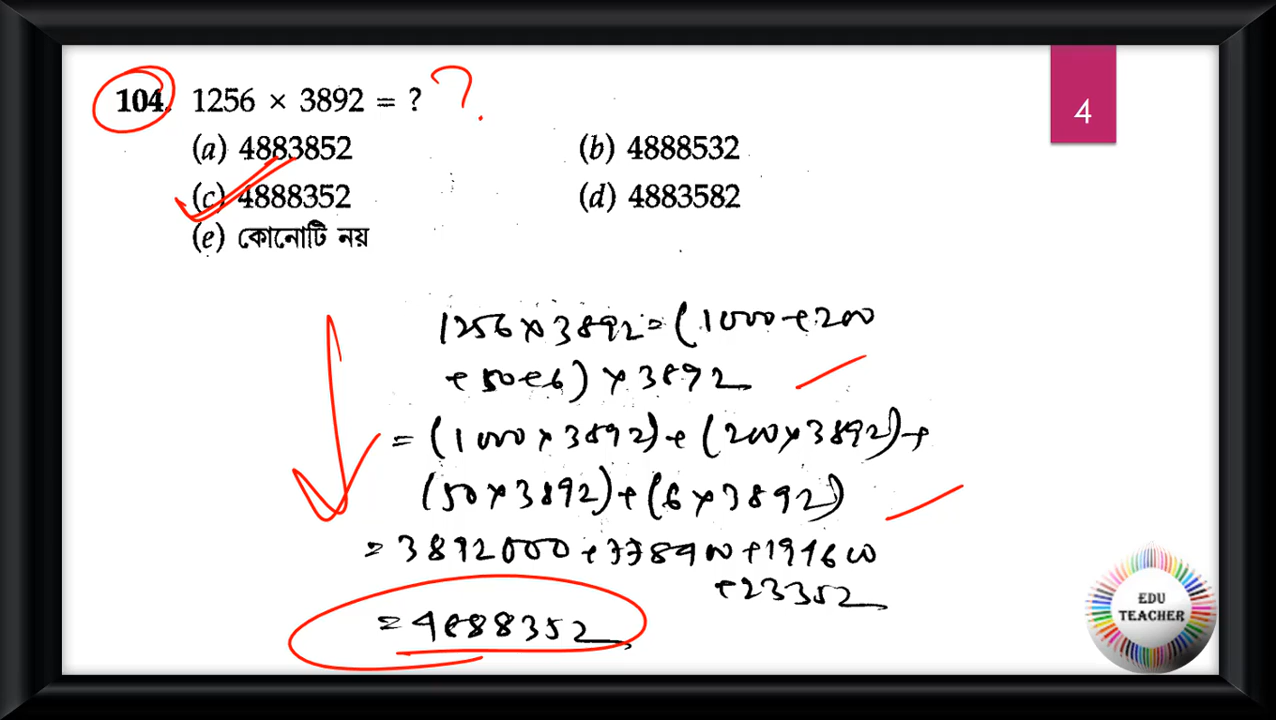 4
104. 1256 × 3892 = ? ?
(a) 4883852
(b) 4888532
(c) 4888352
(d) 4883582
(e) কোনোটি নয়
1256 × 3892 = (1000 + 200
+ 50 + 6) × 3892
= (1000 × 3892) + (200 × 3892) +
(50 × 3892) + (6 × 3892)
= 3892000 + 778400 + 194600
+ 23352
= 4888352
EDU
TEACHER